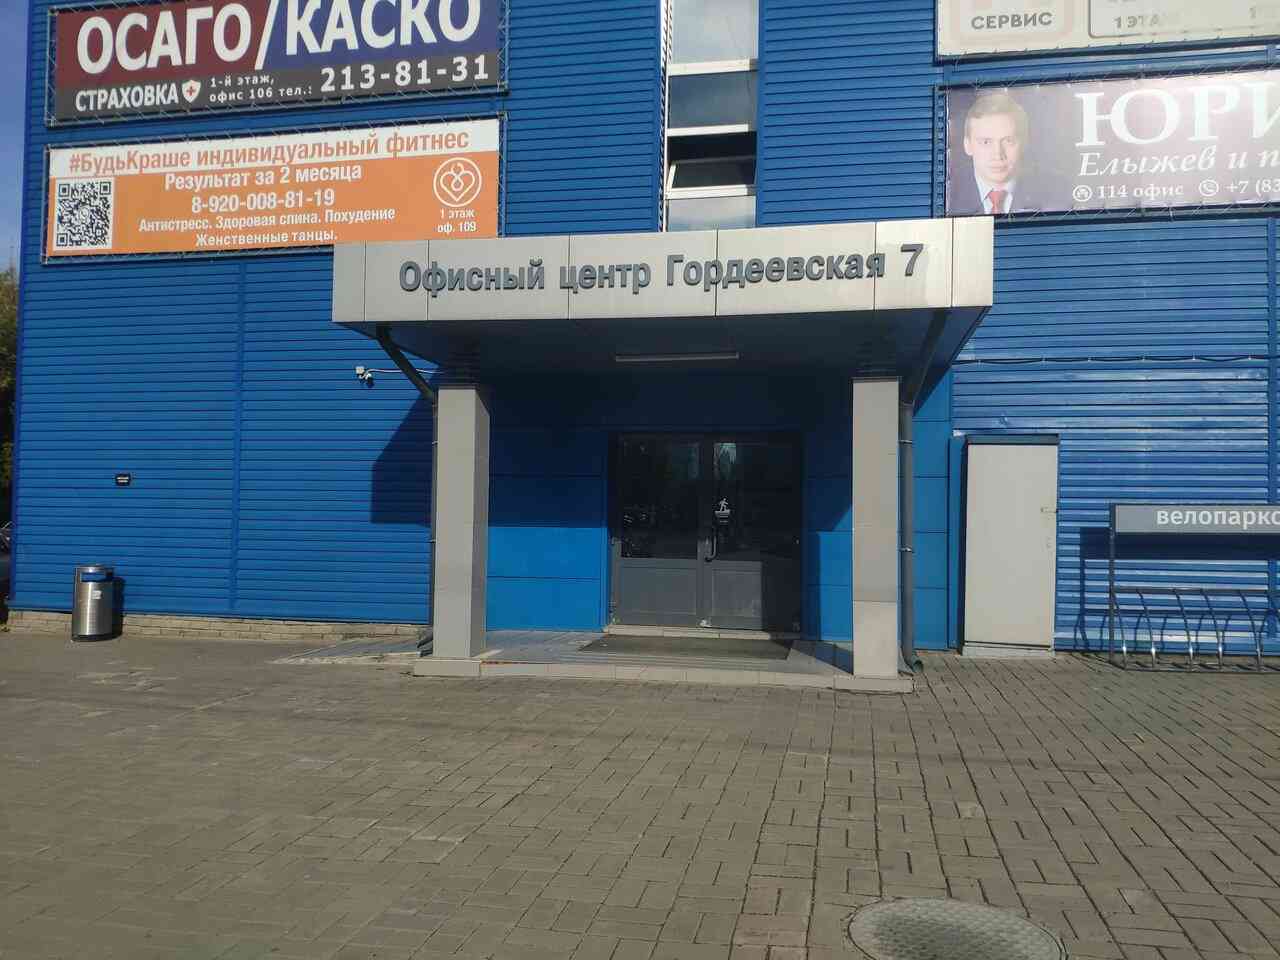 ОСАГО/КАСКО
СТРАХОВКА
1-й этаж,
офис 106 тел.: 213-81-31
#БудьКраше индивидуальный фитнес
Результат за 2 месяца
8-920-008-81-19
Антистресс. Здоровая спина. Похудение
Женственные танцы.
1 этаж
оф. 109
СЕРВИС
1 ЭТАЖ
ЮРИ
Елыжев и п
114 офис +7 (83
Офисный центр Гордеевская 7
велопарко